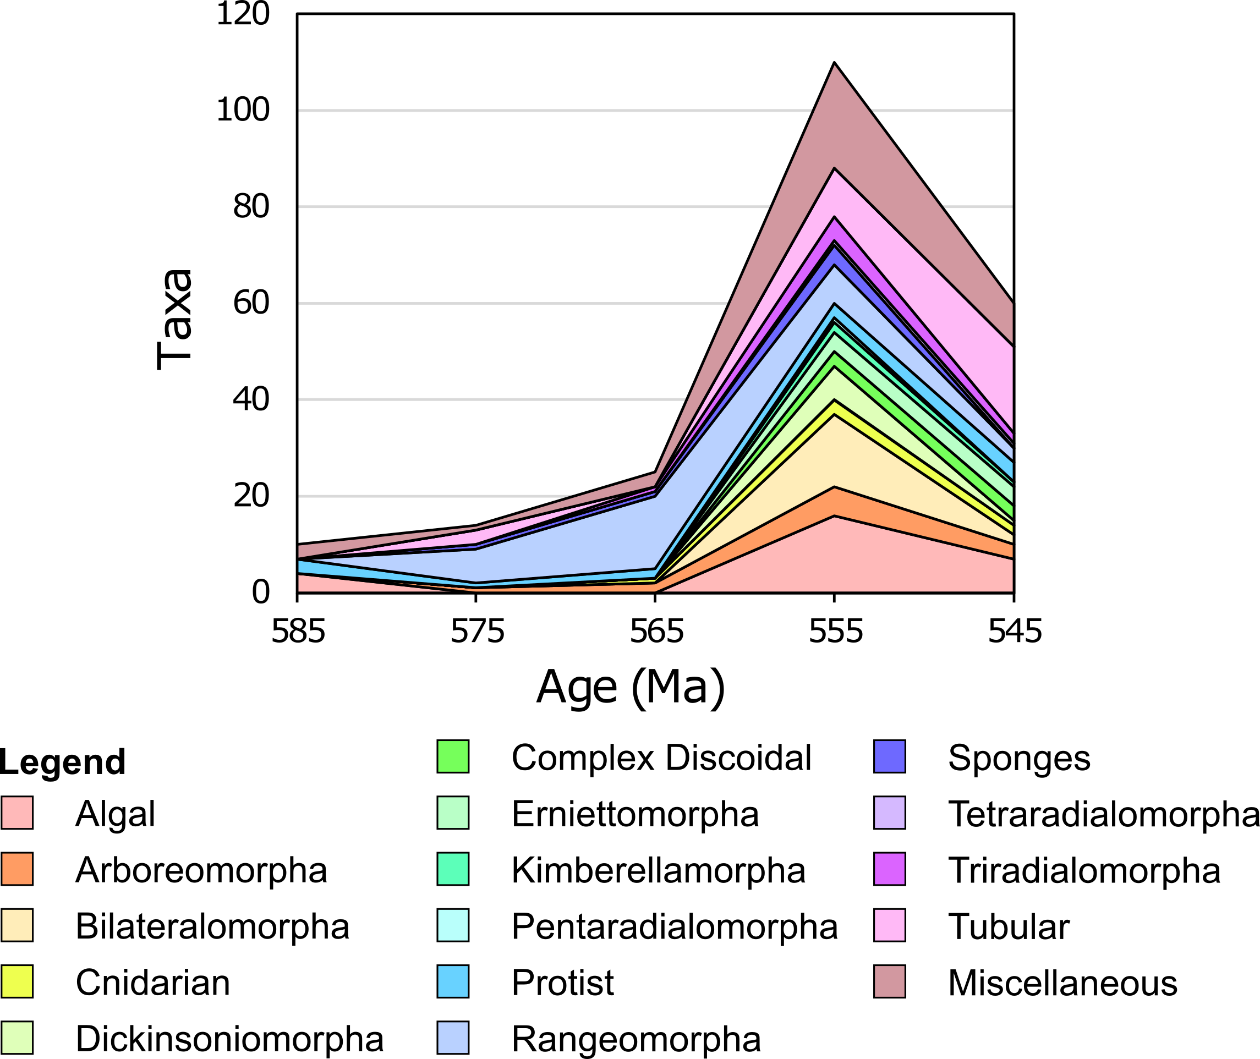 120
100
80
60
40
20
0
Taxa
585 575 565 555 545
Age (Ma)
Legend
Algal
Arboreomorpha
Bilateralomorpha
Cnidarian
Dickinsoniomorpha
Complex Discoidal
Erniettomorpha
Kimberellamorpha
Pentaradialomorpha
Protist
Rangeomorpha
Sponges
Tetraradialomorpha
Triradialomorpha
Tubular
Miscellaneous